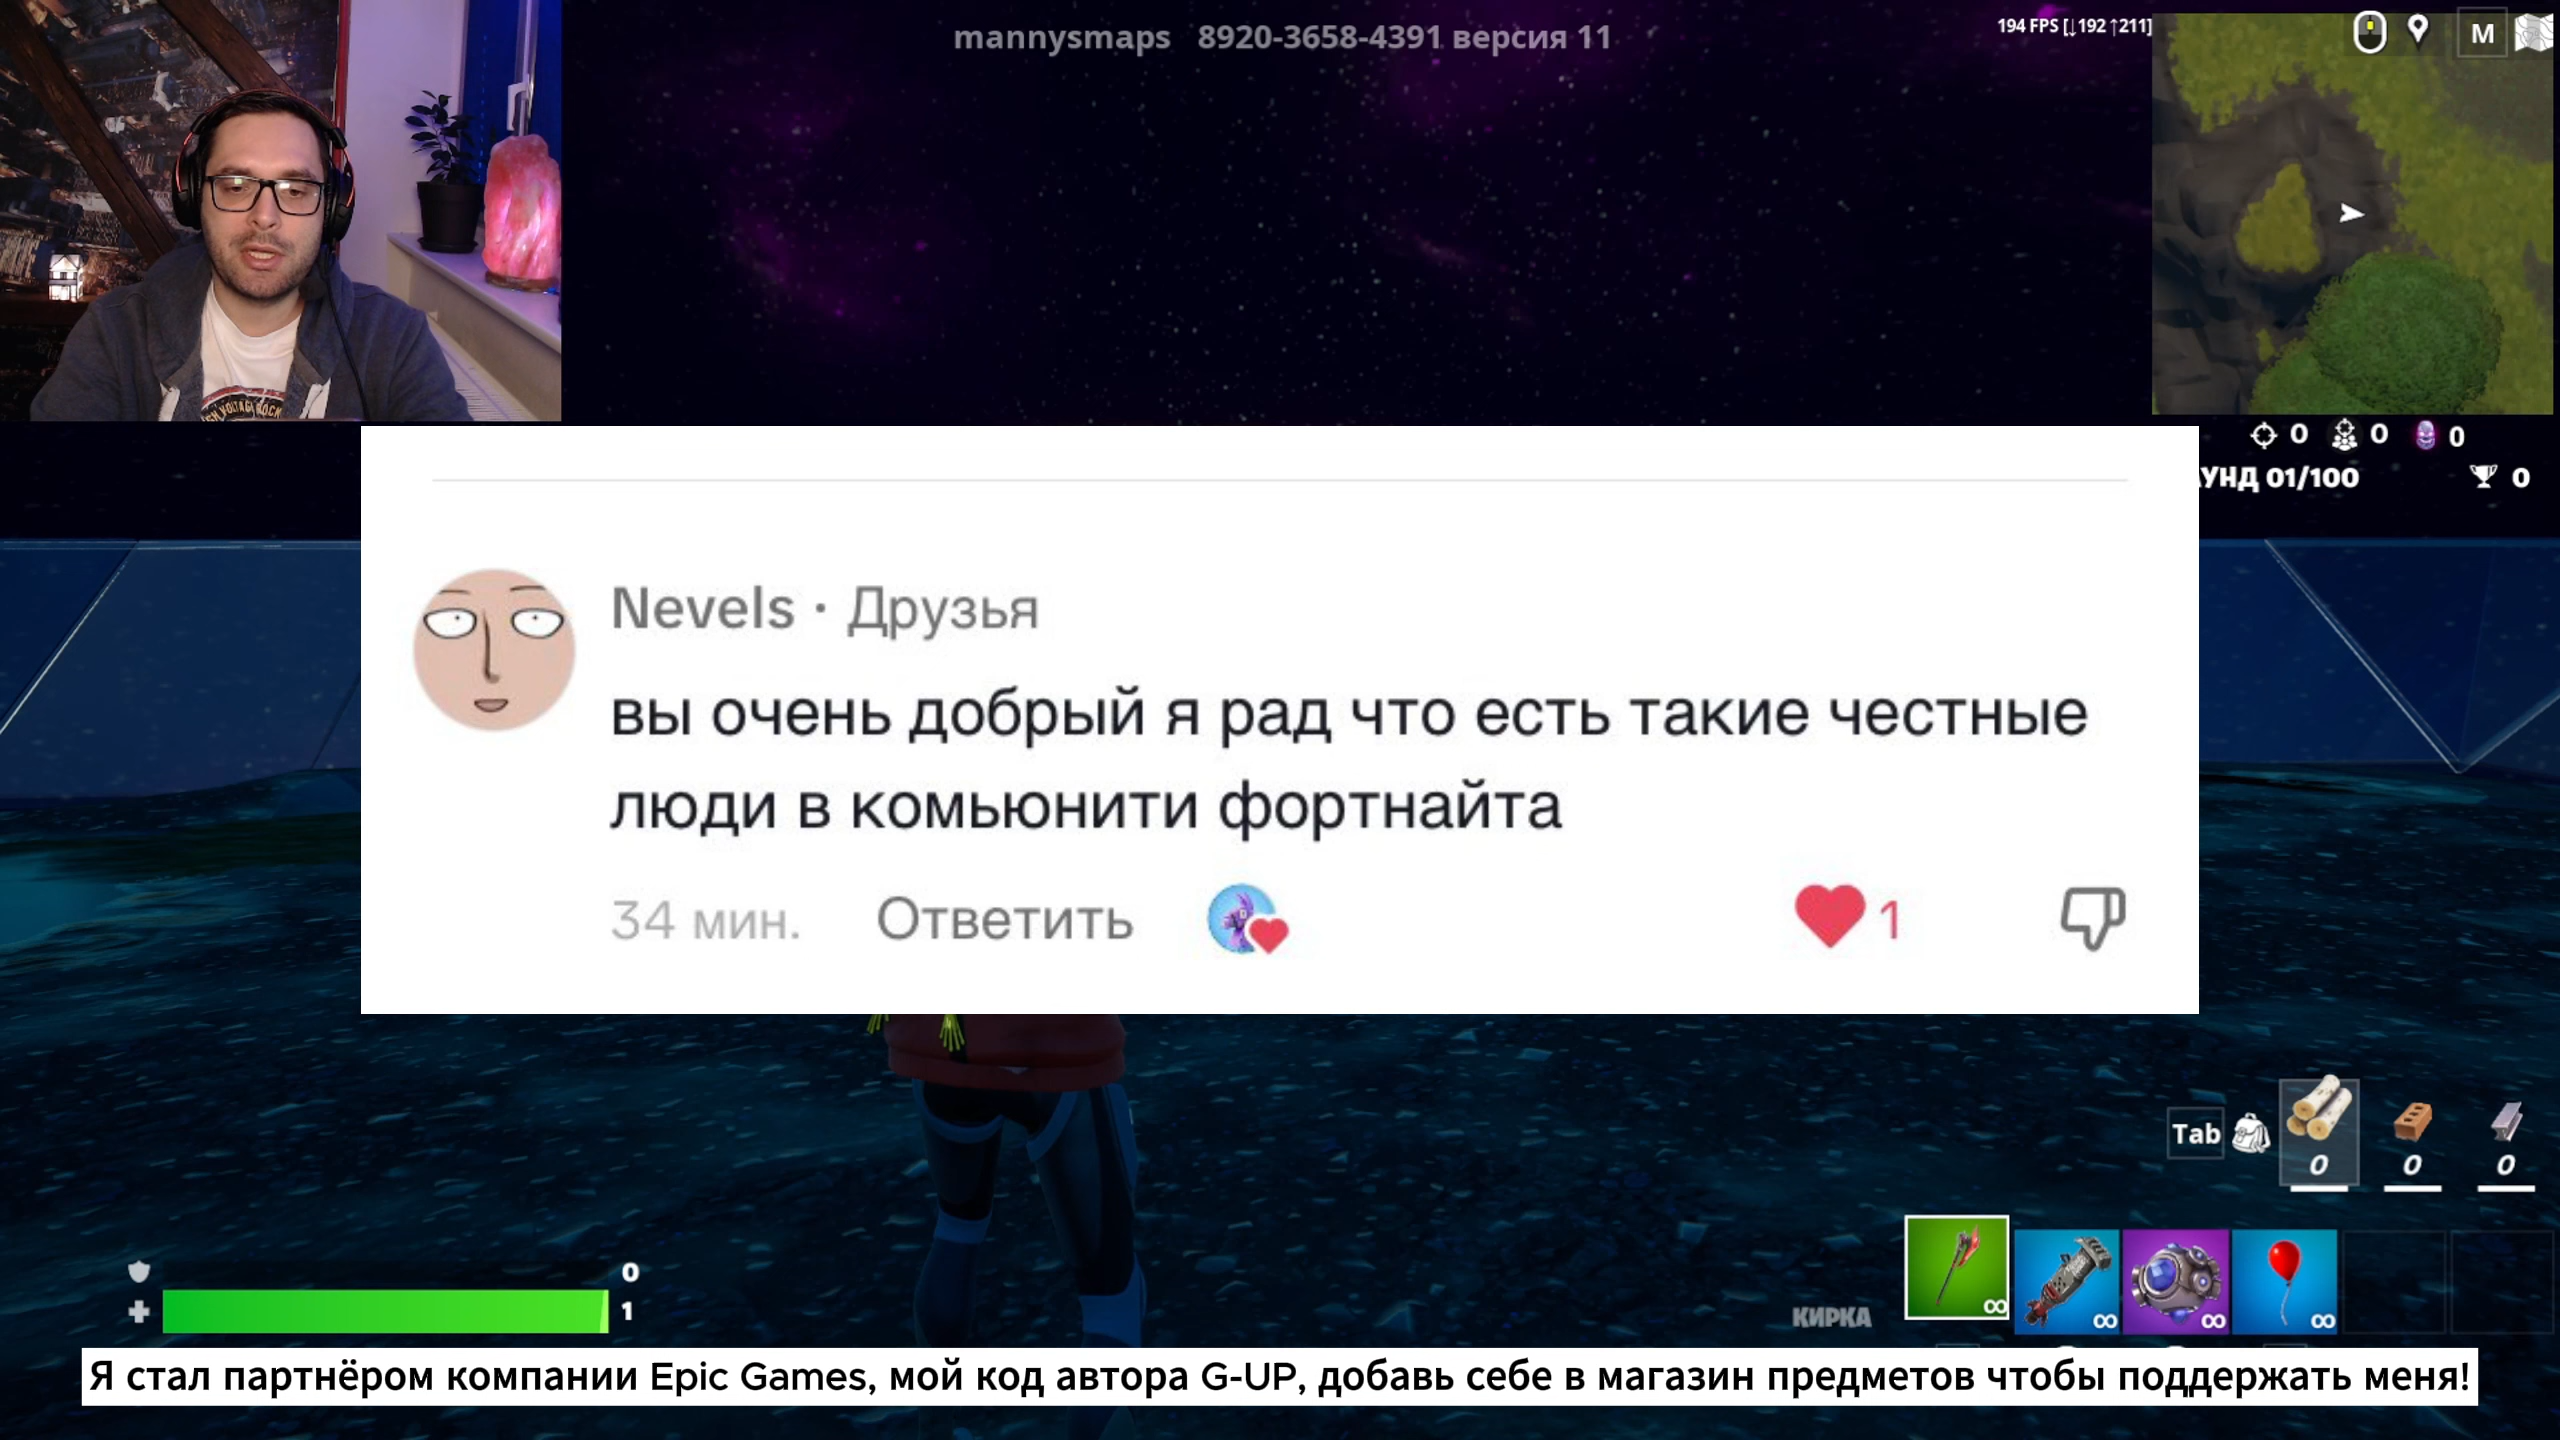 mannysmaps 8920-3658-4391 версия 11
194 FPS [↓192 ↑211]
M
0 0 0
УНД 01/100 0
Nevels · Друзья
вы очень добрый я рад что есть такие честные
люди в комьюнити фортнайта
34 мин. Ответить 1
Tab
0 0 0
0
1
КИРКА
∞ ∞ ∞ ∞
Я стал партнёром компании Epic Games, мой код автора G-UP, добавь себе в магазин предметов чтобы поддержать меня!